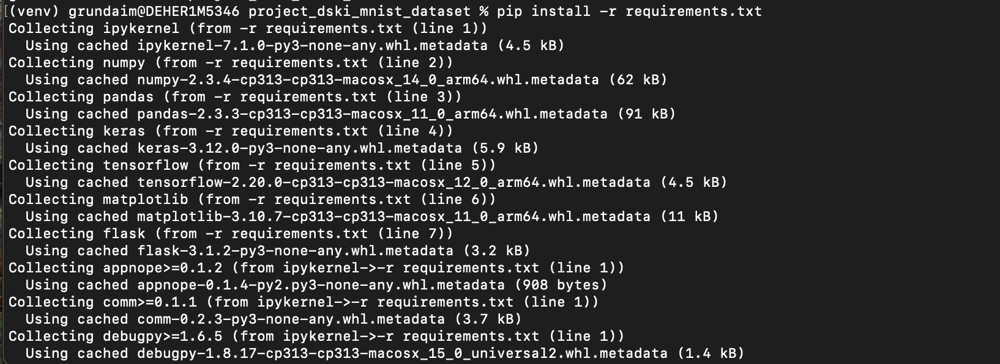 [(venv) grundaim@DEHER1M5346 project_dski_mnist_dataset % pip install -r requirements.txt
Collecting ipykernel (from -r requirements.txt (line 1))
  Using cached ipykernel-7.1.0-py3-none-any.whl.metadata (4.5 kB)
Collecting numpy (from -r requirements.txt (line 2))
  Using cached numpy-2.3.4-cp313-cp313-macosx_14_0_arm64.whl.metadata (62 kB)
Collecting pandas (from -r requirements.txt (line 3))
  Using cached pandas-2.3.3-cp313-cp313-macosx_11_0_arm64.whl.metadata (91 kB)
Collecting keras (from -r requirements.txt (line 4))
  Using cached keras-3.12.0-py3-none-any.whl.metadata (5.9 kB)
Collecting tensorflow (from -r requirements.txt (line 5))
  Using cached tensorflow-2.20.0-cp313-cp313-macosx_12_0_arm64.whl.metadata (4.5 kB)
Collecting matplotlib (from -r requirements.txt (line 6))
  Using cached matplotlib-3.10.7-cp313-cp313-macosx_11_0_arm64.whl.metadata (11 kB)
Collecting flask (from -r requirements.txt (line 7))
  Using cached flask-3.1.2-py3-none-any.whl.metadata (3.2 kB)
Collecting appnope>=0.1.2 (from ipykernel->-r requirements.txt (line 1))
  Using cached appnope-0.1.4-py2.py3-none-any.whl.metadata (908 bytes)
Collecting comm>=0.1.1 (from ipykernel->-r requirements.txt (line 1))
  Using cached comm-0.2.3-py3-none-any.whl.metadata (3.7 kB)
Collecting debugpy>=1.6.5 (from ipykernel->-r requirements.txt (line 1))
  Using cached debugpy-1.8.17-cp313-cp313-macosx_15_0_universal2.whl.metadata (1.4 kB)